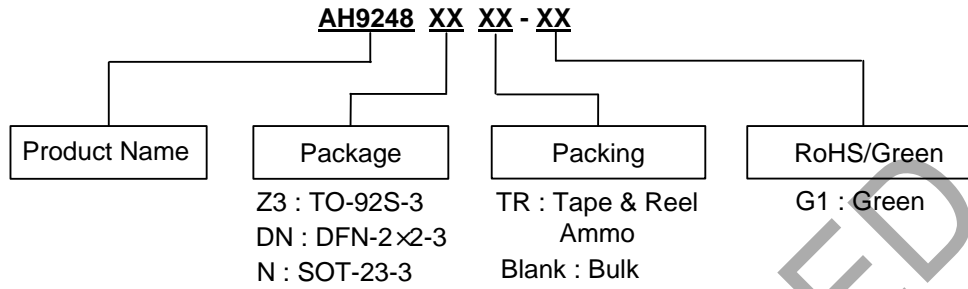 AH9248 XX XX - XX
Product Name
Package
Packing
RoHS/Green
Z3 : TO-92S-3
DN : DFN-2×2-3
N : SOT-23-3
TR : Tape & Reel
Ammo
Blank : Bulk
G1 : Green
ED